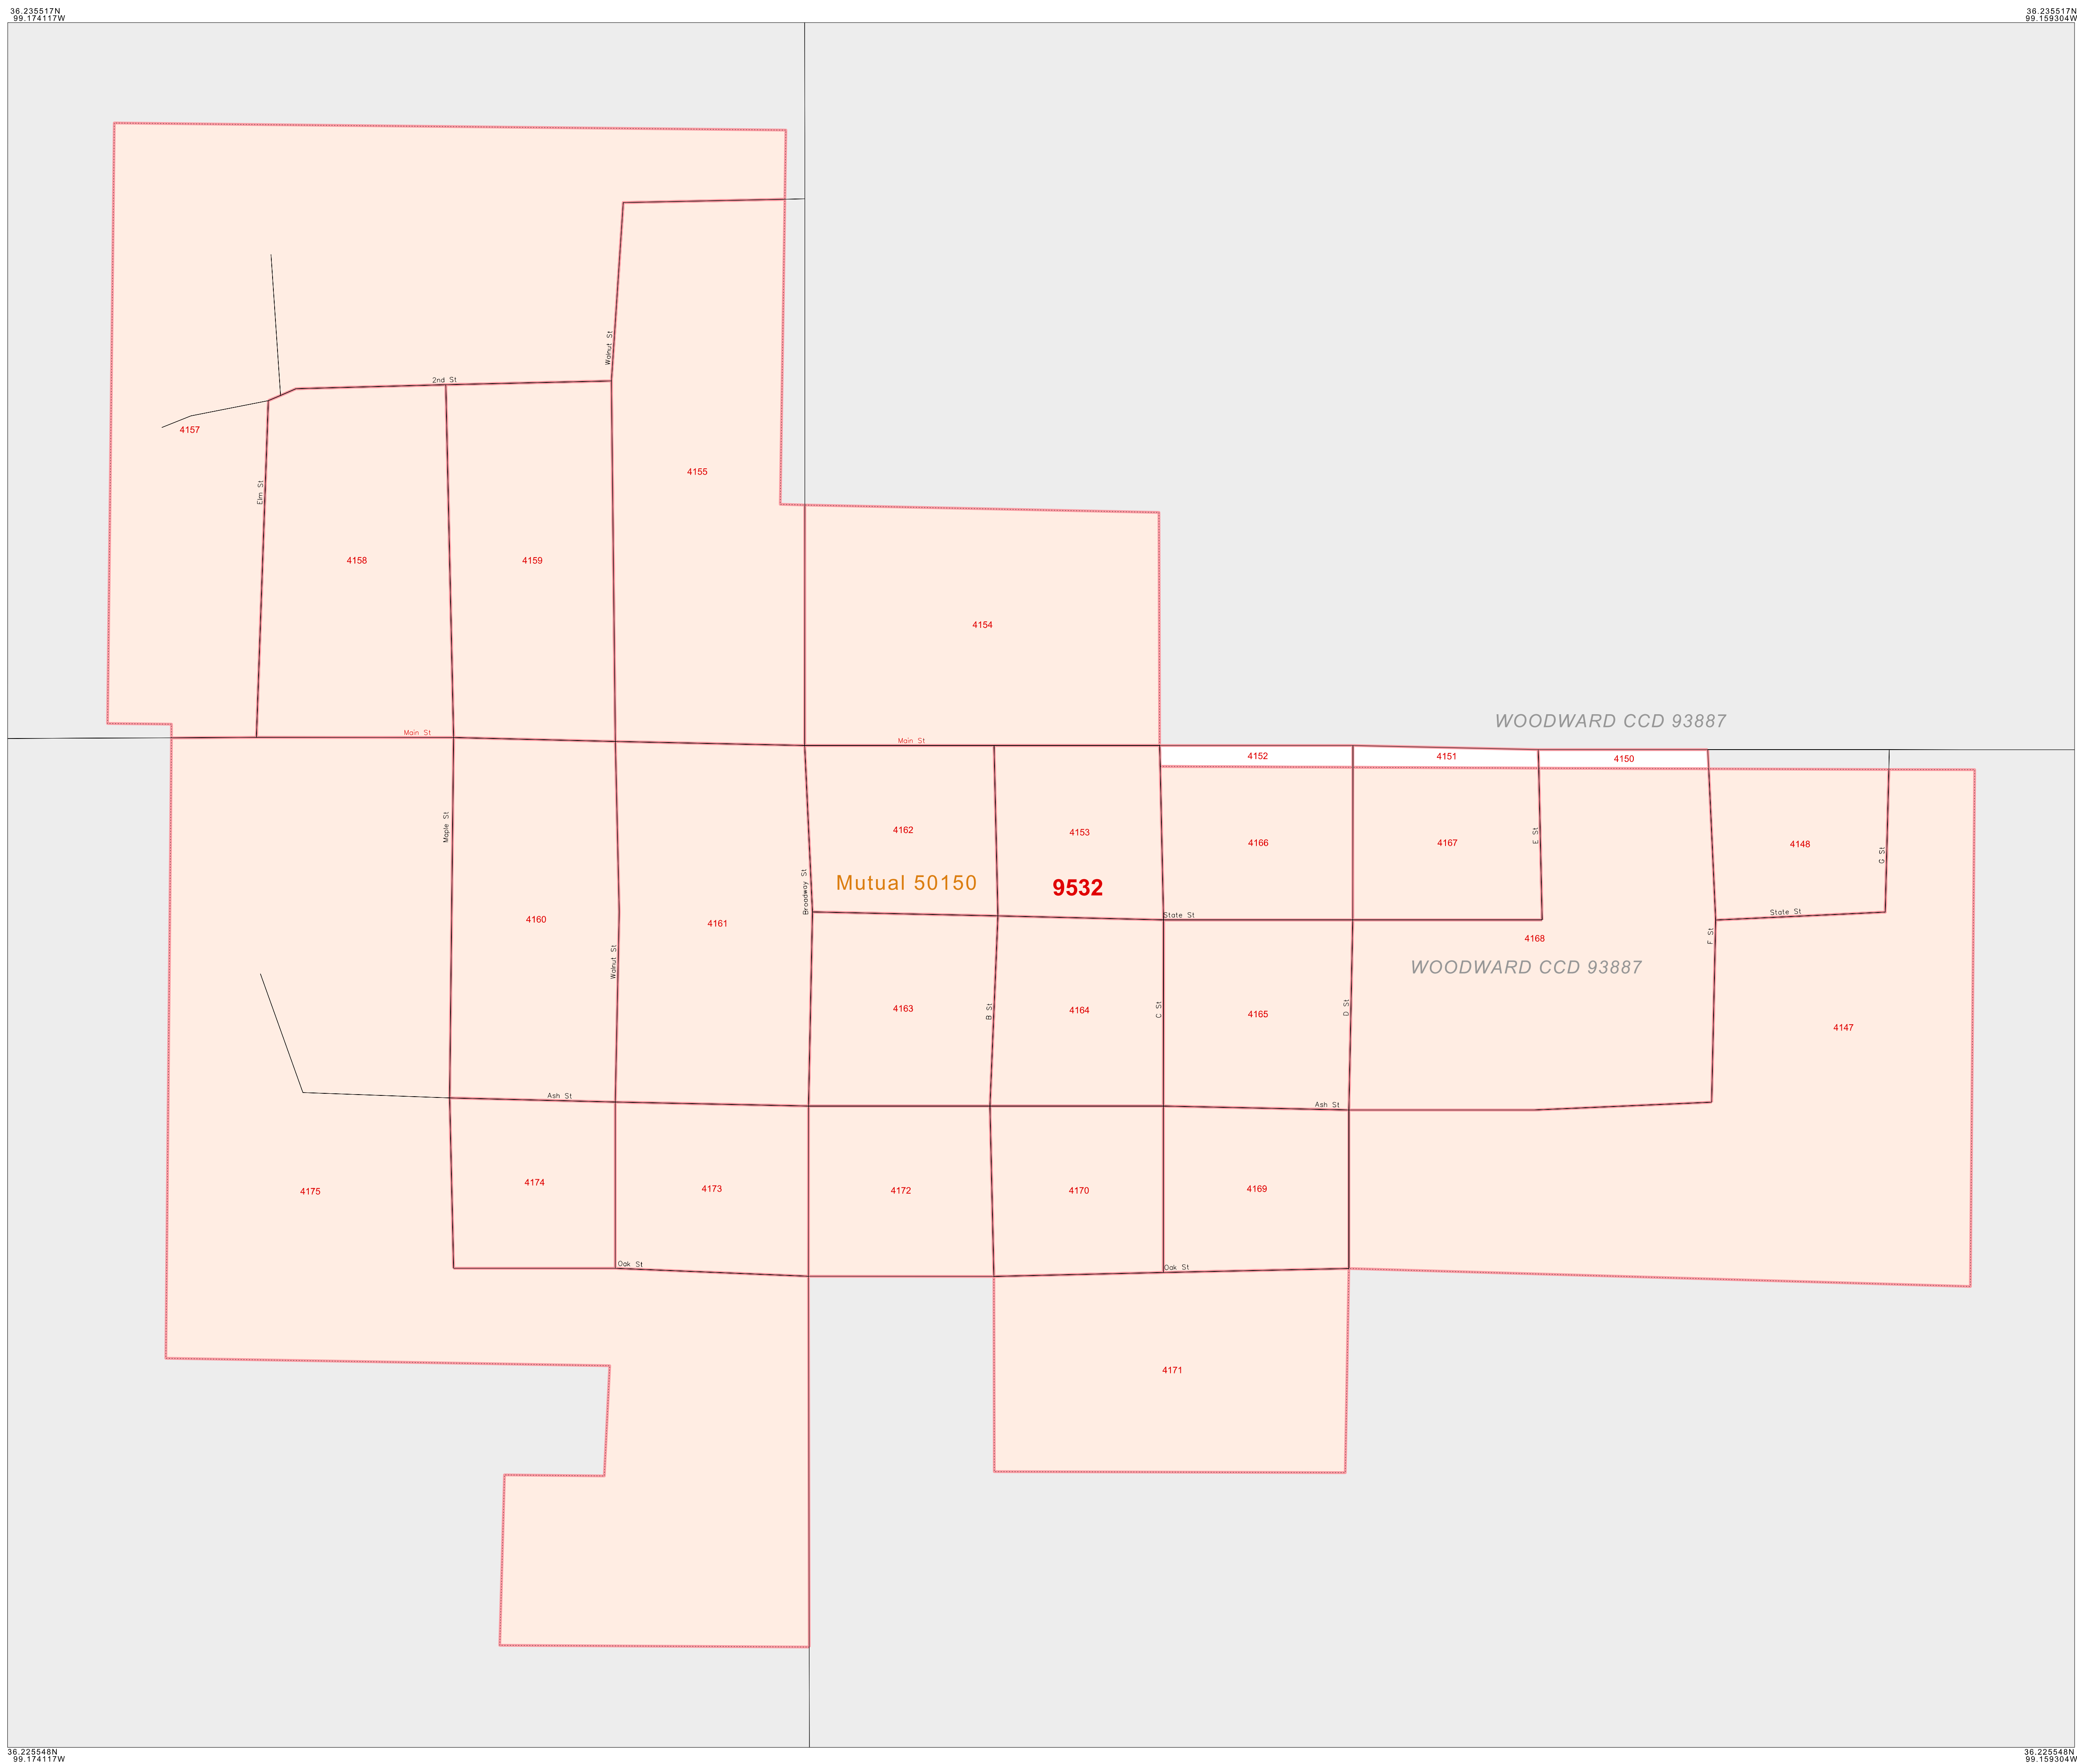 36.235517N
99.174117W
36.235517N
99.159304W
Walnut St
2nd St
4157
4155
Elm St
4158
4159
4154
WOODWARD CCD 93887
Main St
Main St
4152
4151
4150
Maple St
4162
4153
4166
4167
E St
4148
G St
Mutual 50150
9532
Broadway St
State St
State St
4160
4161
4168
F St
Walnut St
WOODWARD CCD 93887
4163
B St
4164
C St
4165
D St
4147
Ash St
Ash St
4175
4174
4173
4172
4170
4169
Oak St
Oak St
4171
36.225548N
99.174117W
36.225548N
99.159304W